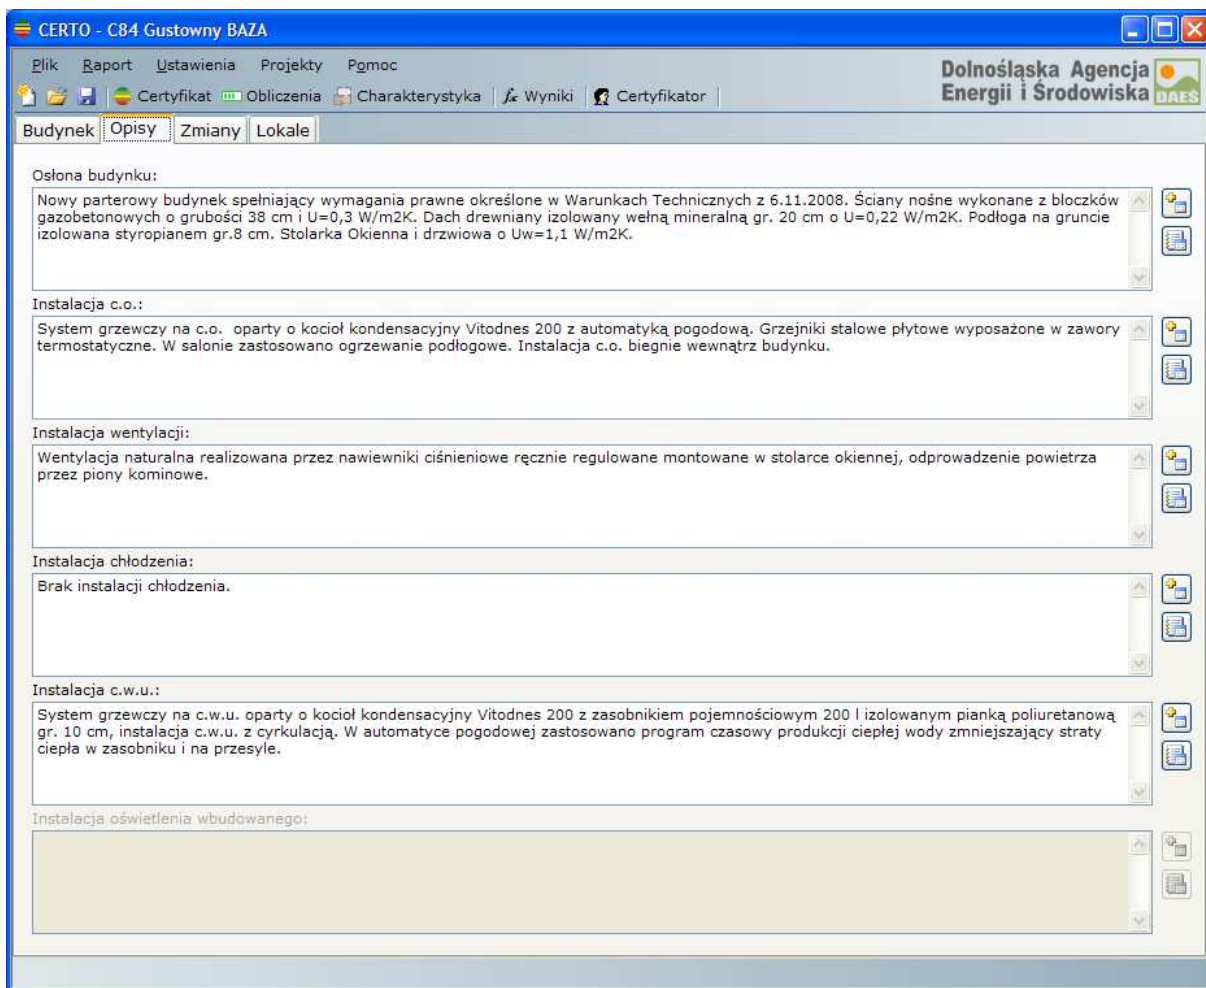 CERTO - C84 Gustowny BAZA
Plik Raport Ustawienia Projekty Pomoc
Certyfikat Obliczenia Charakterystyka fx Wyniki Certyfikator
Dolnośląska Agencja
Energii i Środowiska
DAEŚ
Budynek Opisy Zmiany Lokale
Osłona budynku:
Nowy parterowy budynek spełniający wymagania prawne określone w Warunkach Technicznych z 6.11.2008. Ściany nośne wykonane z bloczków
gazobetonowych o grubości 38 cm i U=0,3 W/m2K. Dach drewniany izolowany wełną mineralną gr. 20 cm o U=0,22 W/m2K. Podłoga na gruncie
izolowana styropianem gr.8 cm. Stolarka Okienna i drzwiowa o Uw=1,1 W/m2K.
Instalacja c.o.:
System grzewczy na c.o.  oparty o kocioł kondensacyjny Vitodnes 200 z automatyką pogodową. Grzejniki stalowe płytowe wyposażone w zawory
termostatyczne. W salonie zastosowano ogrzewanie podłogowe. Instalacja c.o. biegnie wewnątrz budynku.
Instalacja wentylacji:
Wentylacja naturalna realizowana przez nawiewniki ciśnieniowe ręcznie regulowane montowane w stolarce okiennej, odprowadzenie powietrza
przez piony kominowe.
Instalacja chłodzenia:
Brak instalacji chłodzenia.
Instalacja c.w.u.:
System grzewczy na c.w.u. oparty o kocioł kondensacyjny Vitodnes 200 z zasobnikiem pojemnościowym 200 l izolowanym pianką poliuretanową
gr. 10 cm, instalacja c.w.u. z cyrkulacją. W automatyce pogodowej zastosowano program czasowy produkcji ciepłej wody zmniejszający straty
ciepła w zasobniku i na przesyle.
Instalacja oświetlenia wbudowanego: